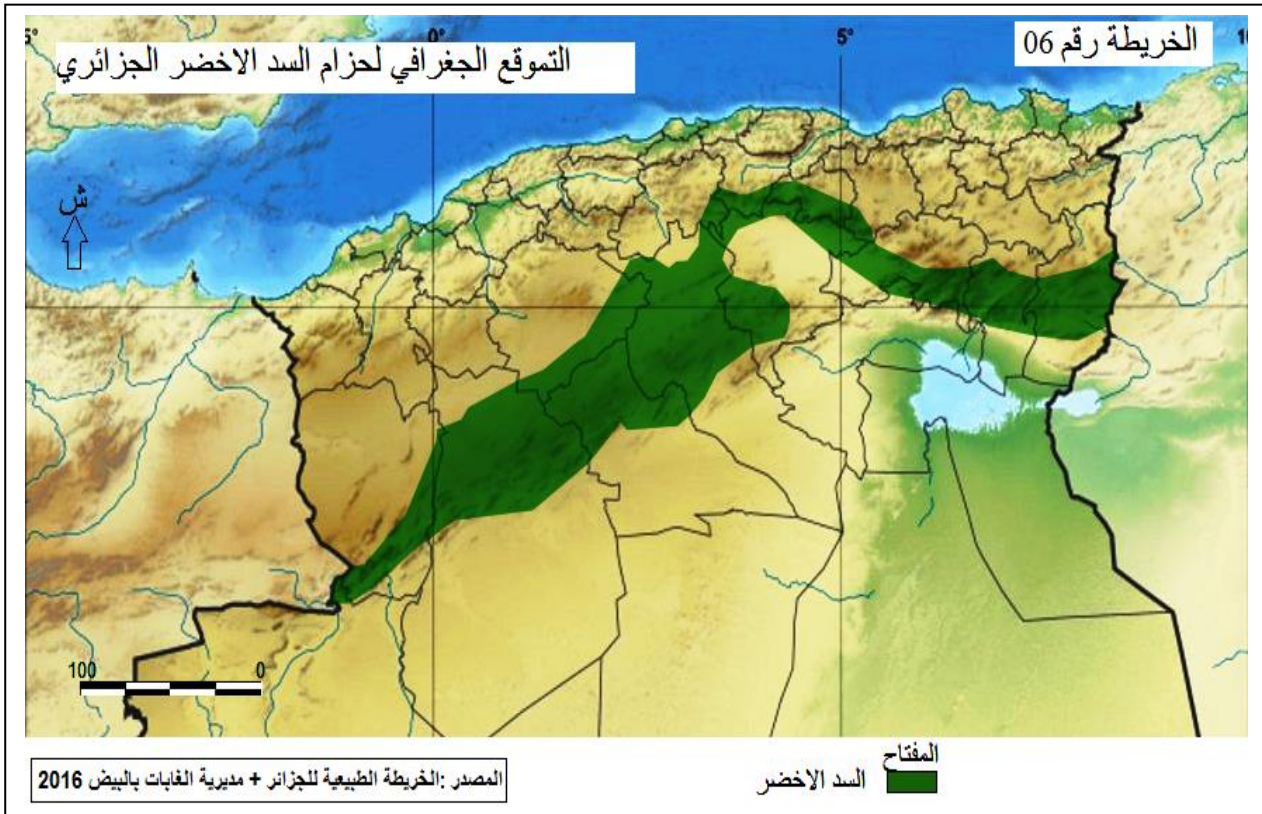 الخريطة رقم 06
التموقع الجغرافي لحزام السد الاخضر الجزائري
5°
0°
5°
10
ش
100 0
المفتاح
السد الاخضر
المصدر :الخريطة الطبيعية للجزائر + مديرية الغابات بالبيض 2016